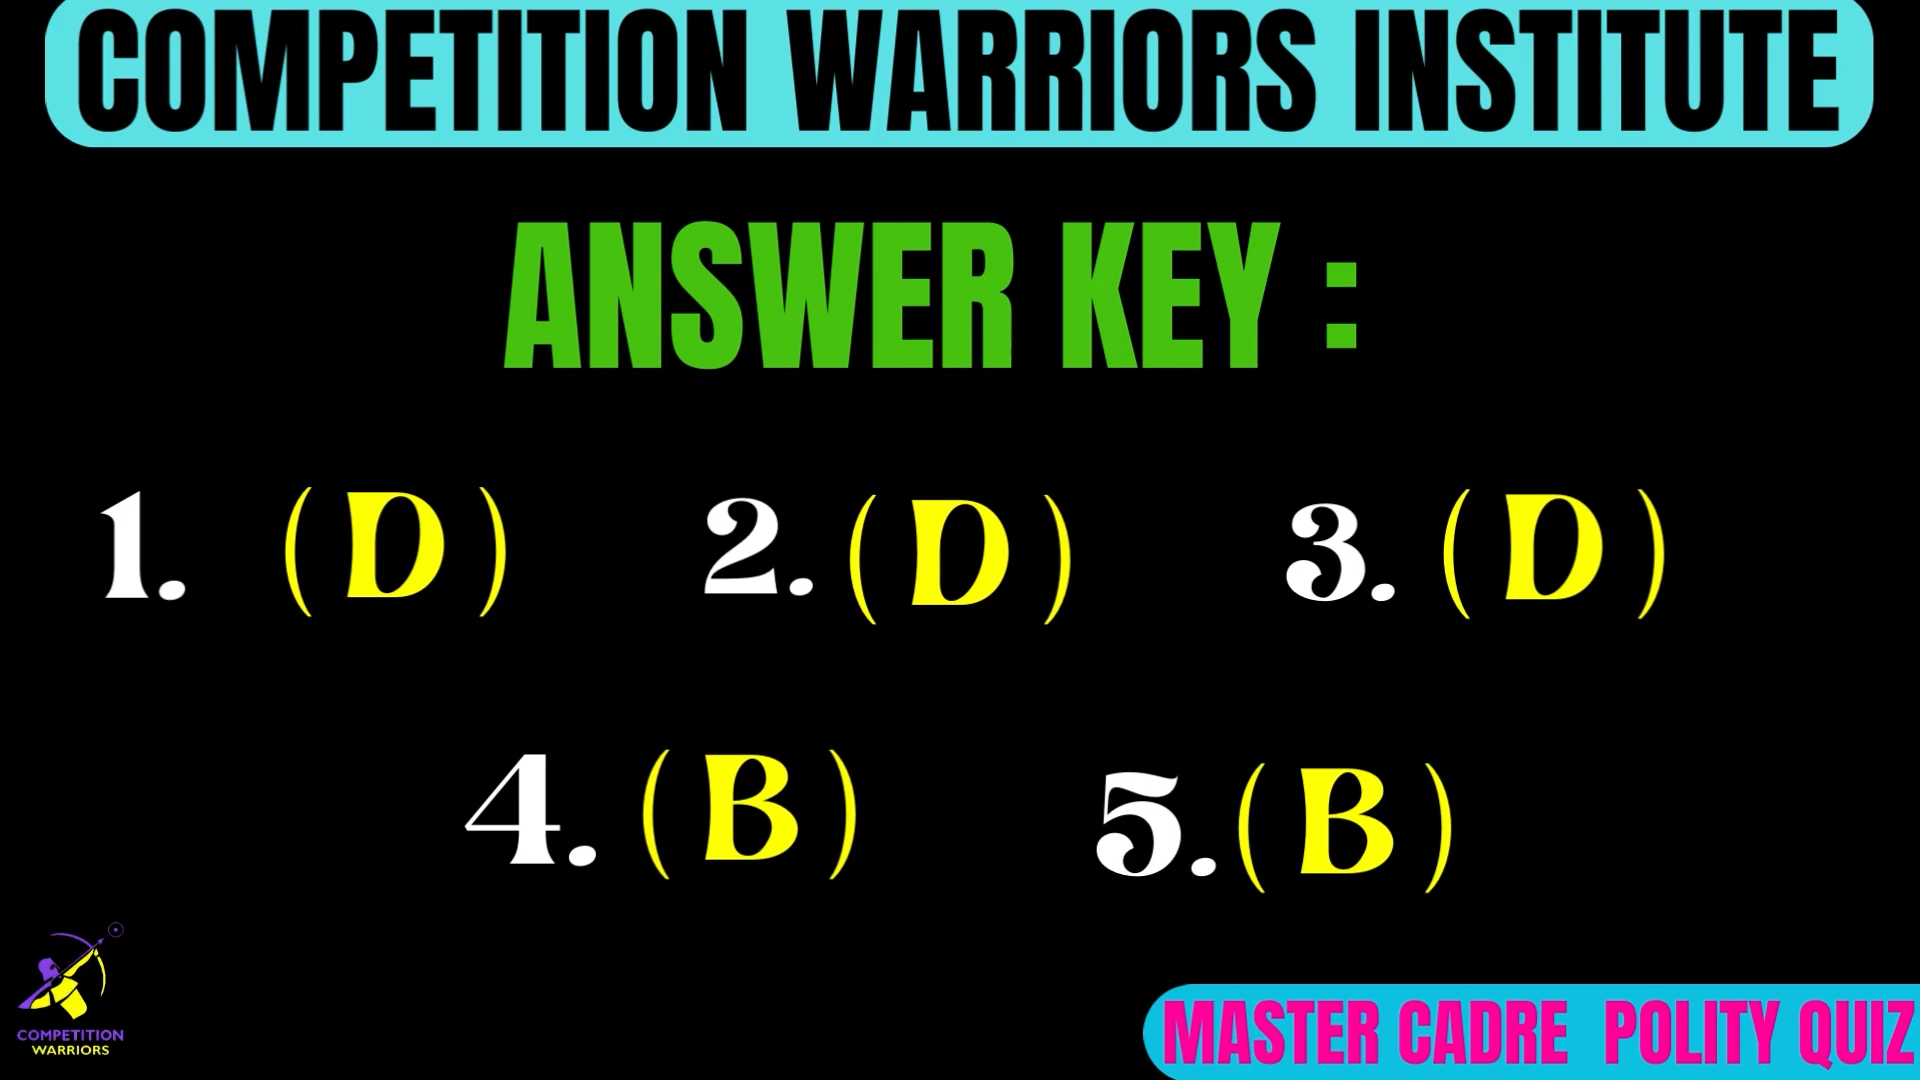 COMPETITION WARRIORS INSTITUTE
ANSWER KEY :
1. ( D ) 2. ( D ) 3. ( D )
4. ( B ) 5. ( B )
COMPETITION
WARRIORS
MASTER CADRE POLITY QUIZ